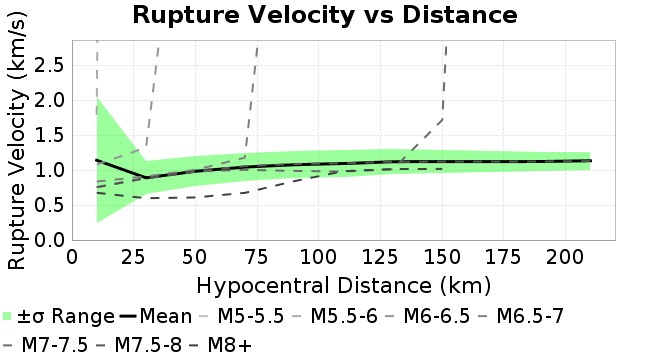 Rupture Velocity vs Distance
Rupture Velocity (km/s)
2.5
2.0
1.5
1.0
0.5
0.0
0 25 50 75 100 125 150 175 200
Hypocentral Distance (km)
±σ Range Mean M5-5.5 M5.5-6 M6-6.5 M6.5-7
M7-7.5 M7.5-8 M8+